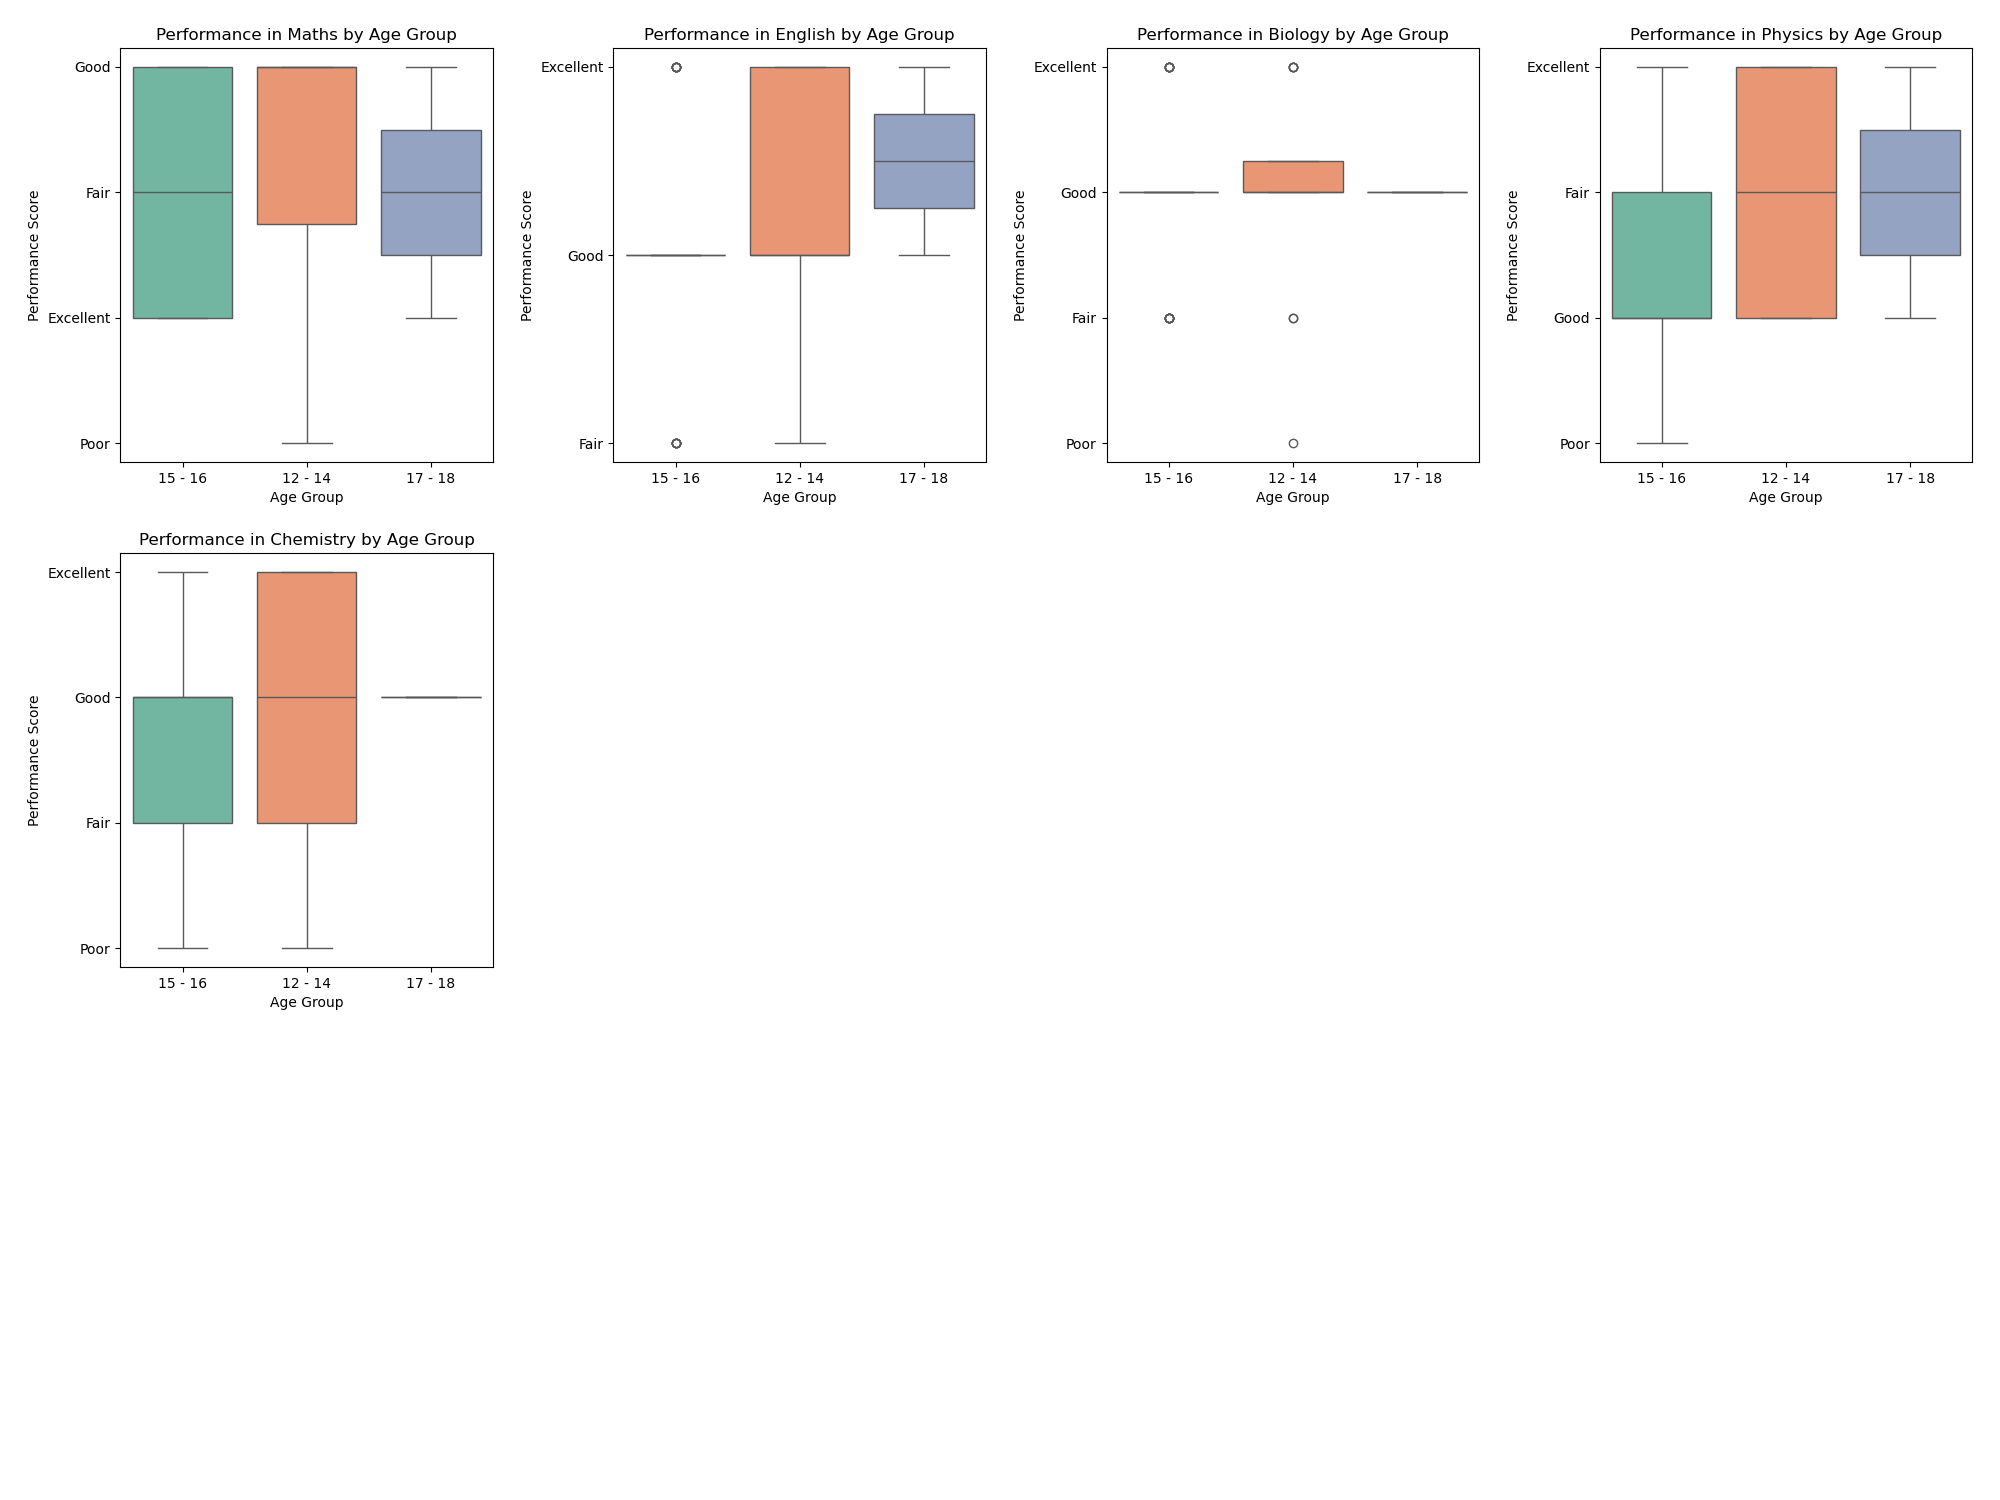 Performance in Maths by Age Group
Good
Fair
Excellent
Poor
Performance Score
15 - 16
12 - 14
17 - 18
Age Group
Performance in English by Age Group
Excellent
Good
Fair
Performance Score
15 - 16
12 - 14
17 - 18
Age Group
Performance in Biology by Age Group
Excellent
Good
Fair
Poor
Performance Score
15 - 16
12 - 14
17 - 18
Age Group
Performance in Physics by Age Group
Excellent
Fair
Good
Poor
Performance Score
15 - 16
12 - 14
17 - 18
Age Group
Performance in Chemistry by Age Group
Excellent
Good
Fair
Poor
Performance Score
15 - 16
12 - 14
17 - 18
Age Group